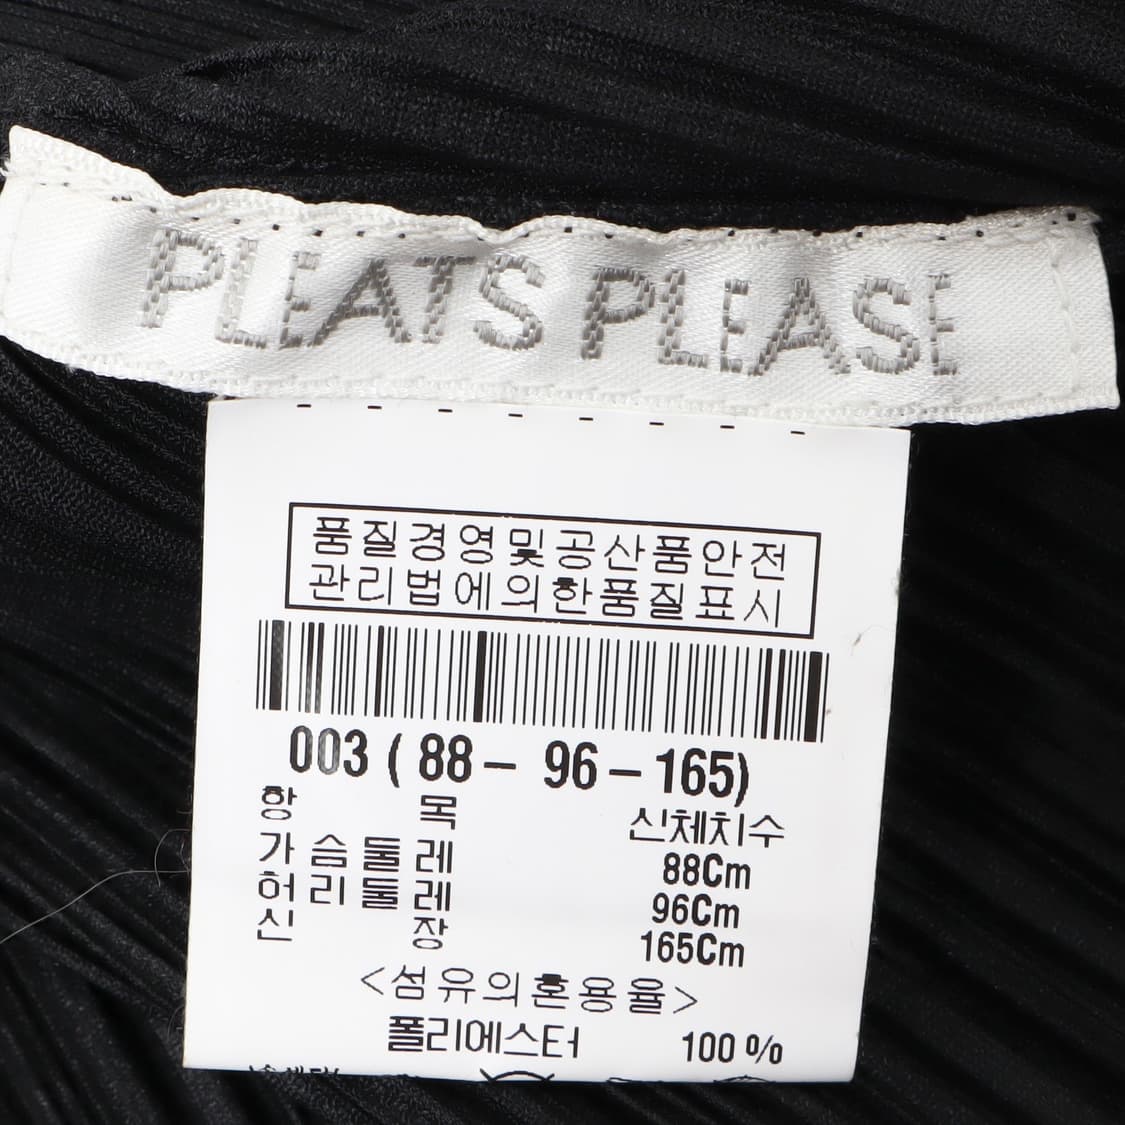 PLEATS PLEASE
품질경영및공산품안전
관리법에의한품질표시
003 ( 88 – 96 – 165)
항 목 신체치수
가 슴 둘 레 88Cm
허 리 둘 레 96Cm
신 장 165Cm
<섬유의혼용율>
폴리에스터 100 %